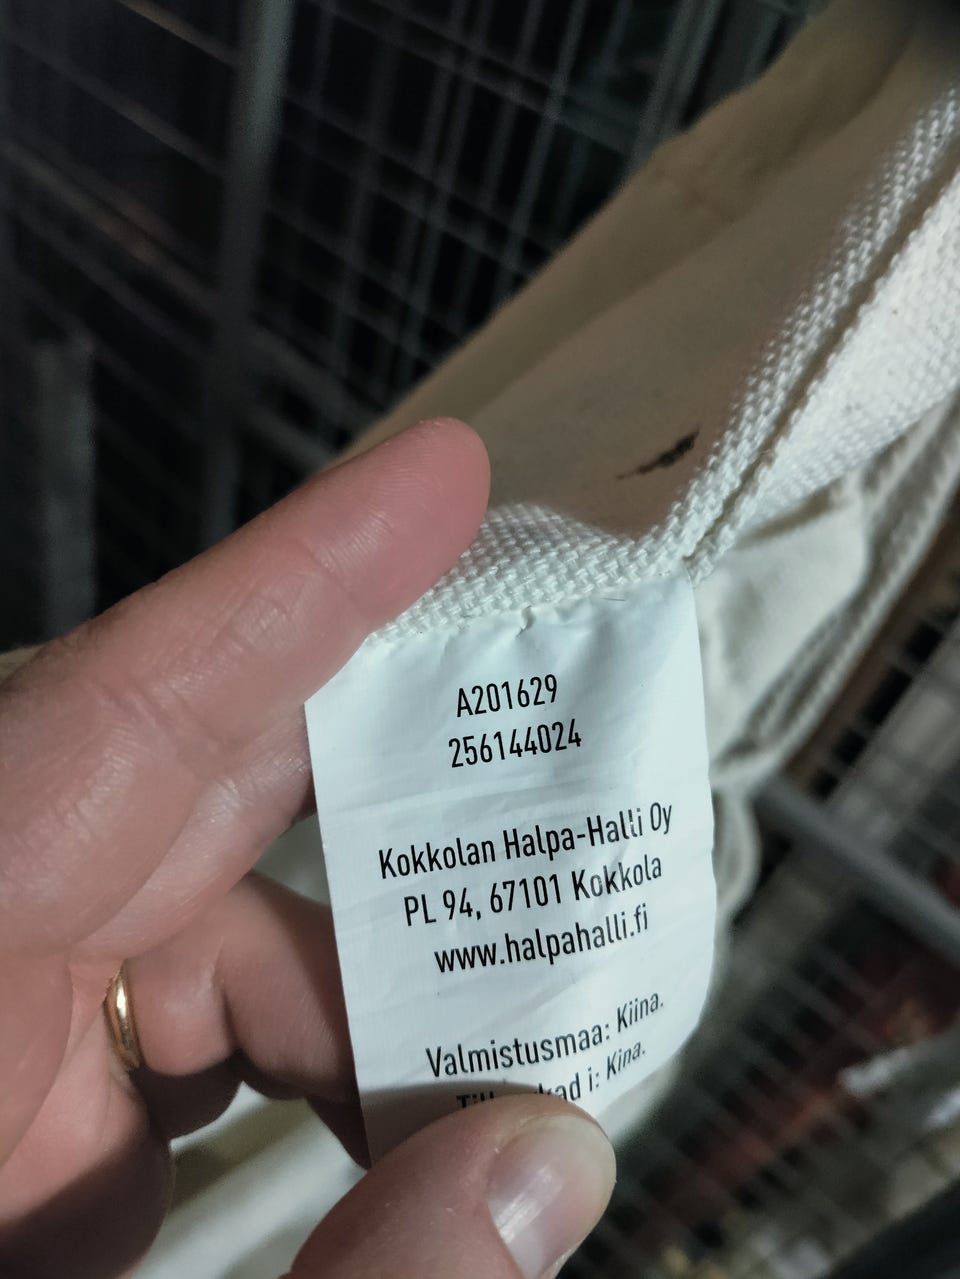 A201629
256144024
Kokkolan Halpa-Halli Oy
PL 94, 67101 Kokkola
www.halpahalli.fi
Valmistusmaa: Kiina.
i: Kina.